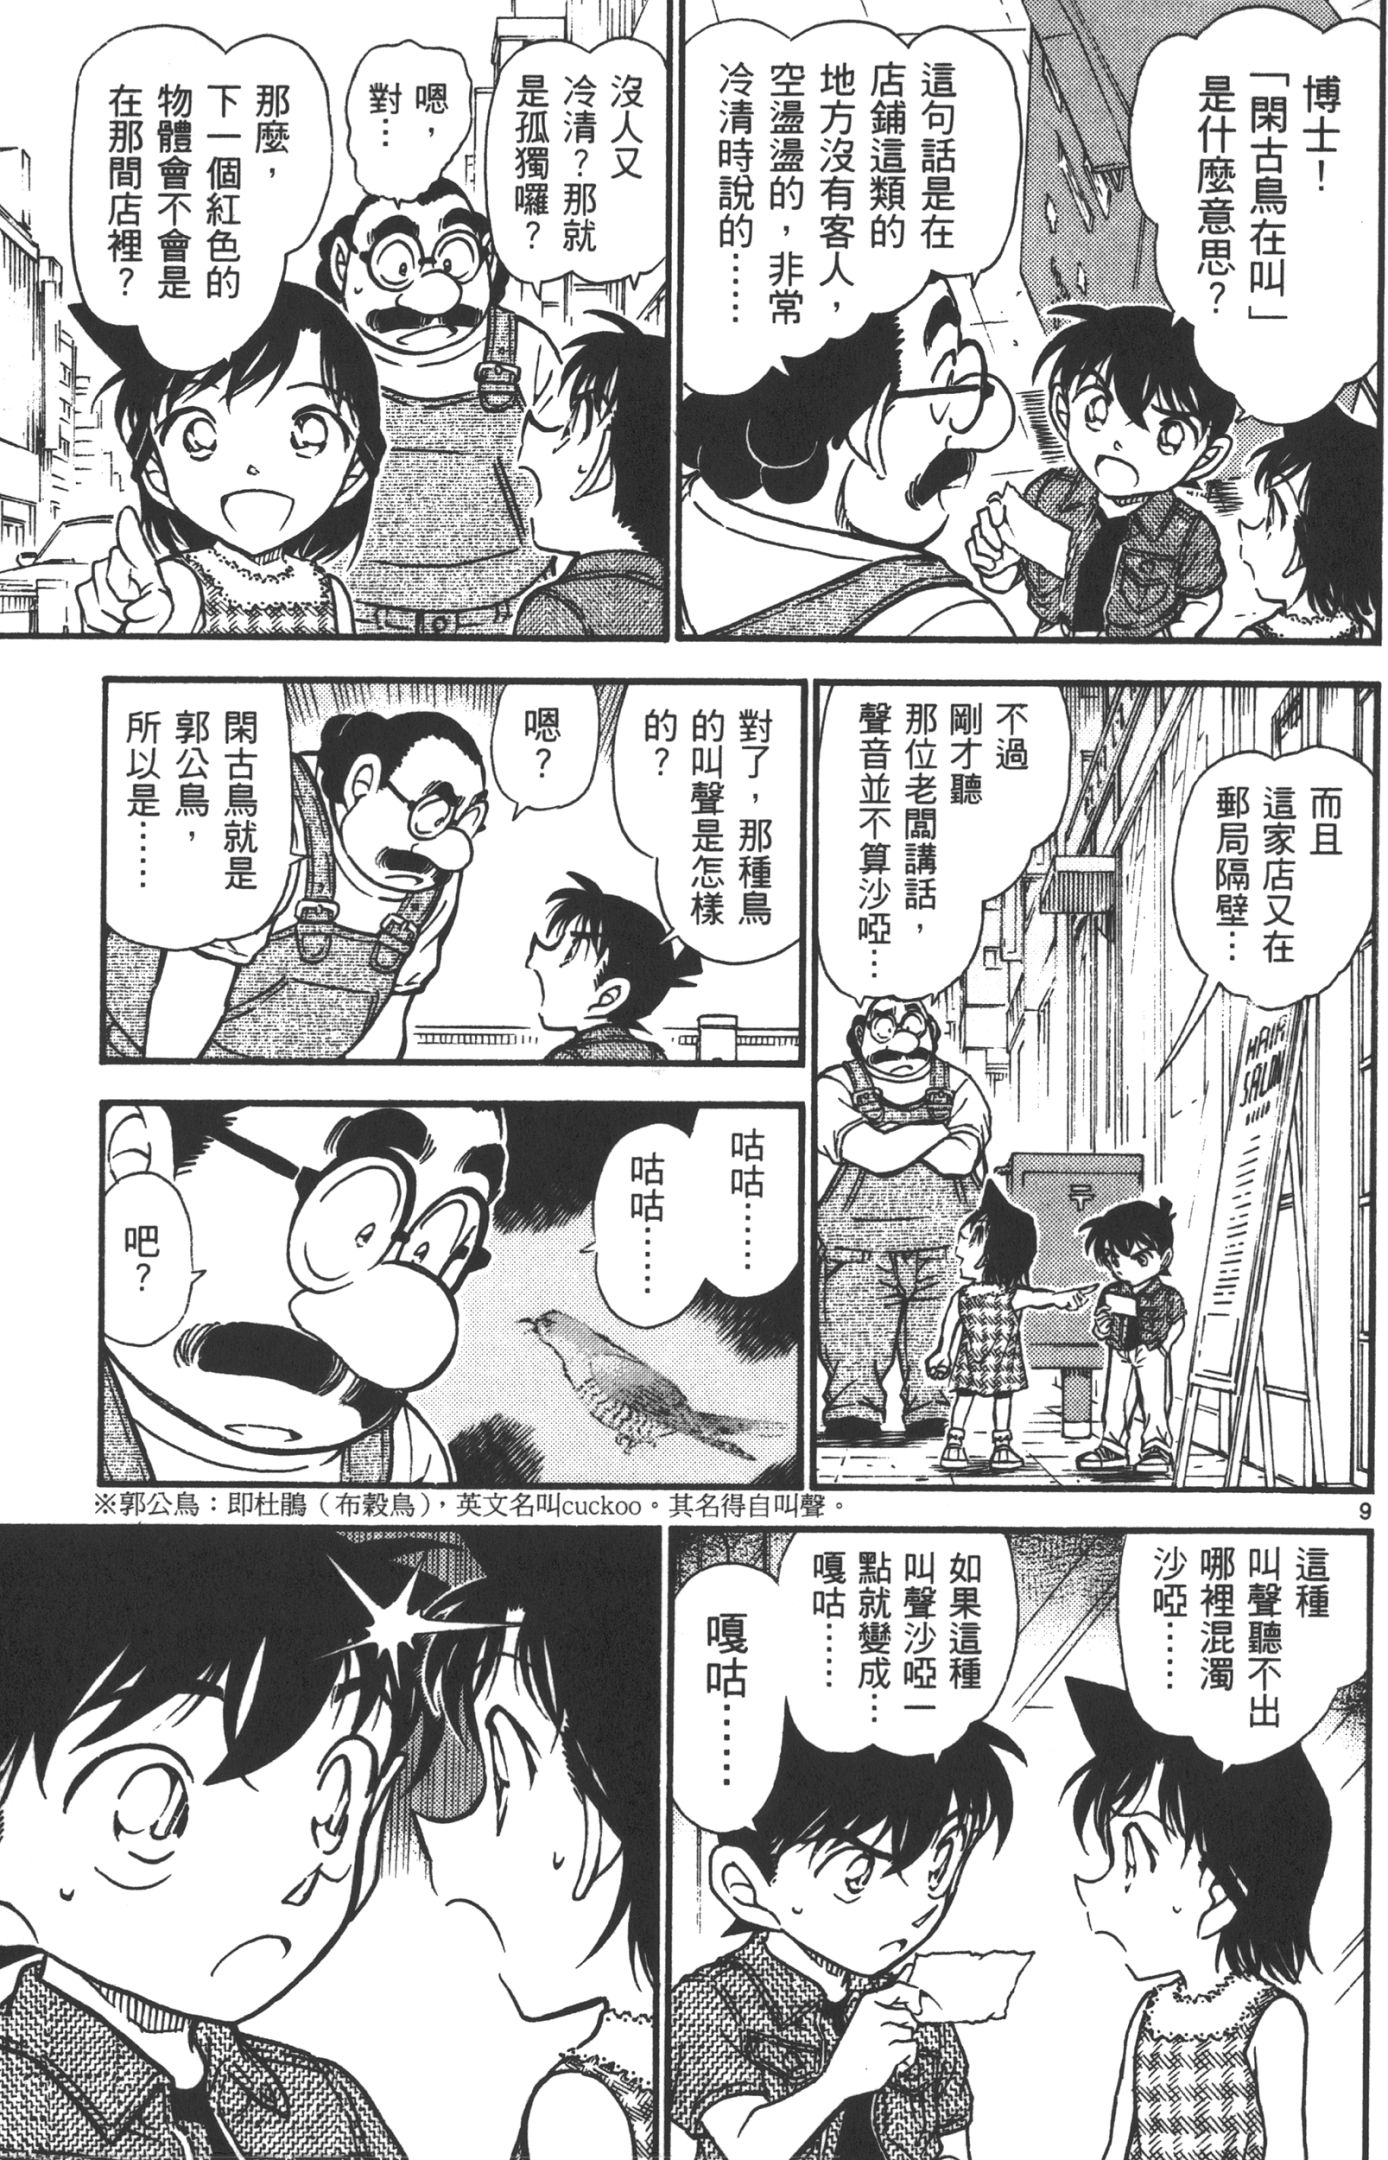 博士！
「閑古鳥在叫」
是什麼意思？
這句話是在
店鋪這類的
地方沒有客人，
空盪盪的，非常
冷清時說的……
沒人又
冷清？那就
是孤獨囉？
嗯，
對…
那麼，
下一個紅色的
物體會不會是
在那間店裡？
而且
這家店又在
郵局隔壁…
不過
剛才聽
那位老闆講話，
聲音並不算沙啞…
HAIR
SALON
〒
對了，那種鳥
的叫聲是怎樣
的？
嗯？
閑古鳥就是
郭公鳥，
所以是……
咕咕……
咕咕……
吧？
※郭公鳥：即杜鵑（布穀鳥），英文名叫cuckoo。其名得自叫聲。
9
這種
叫聲聽不出
哪裡混濁
沙啞……
如果這種
叫聲沙啞一
點就變成…
嘎咕……
嘎咕……